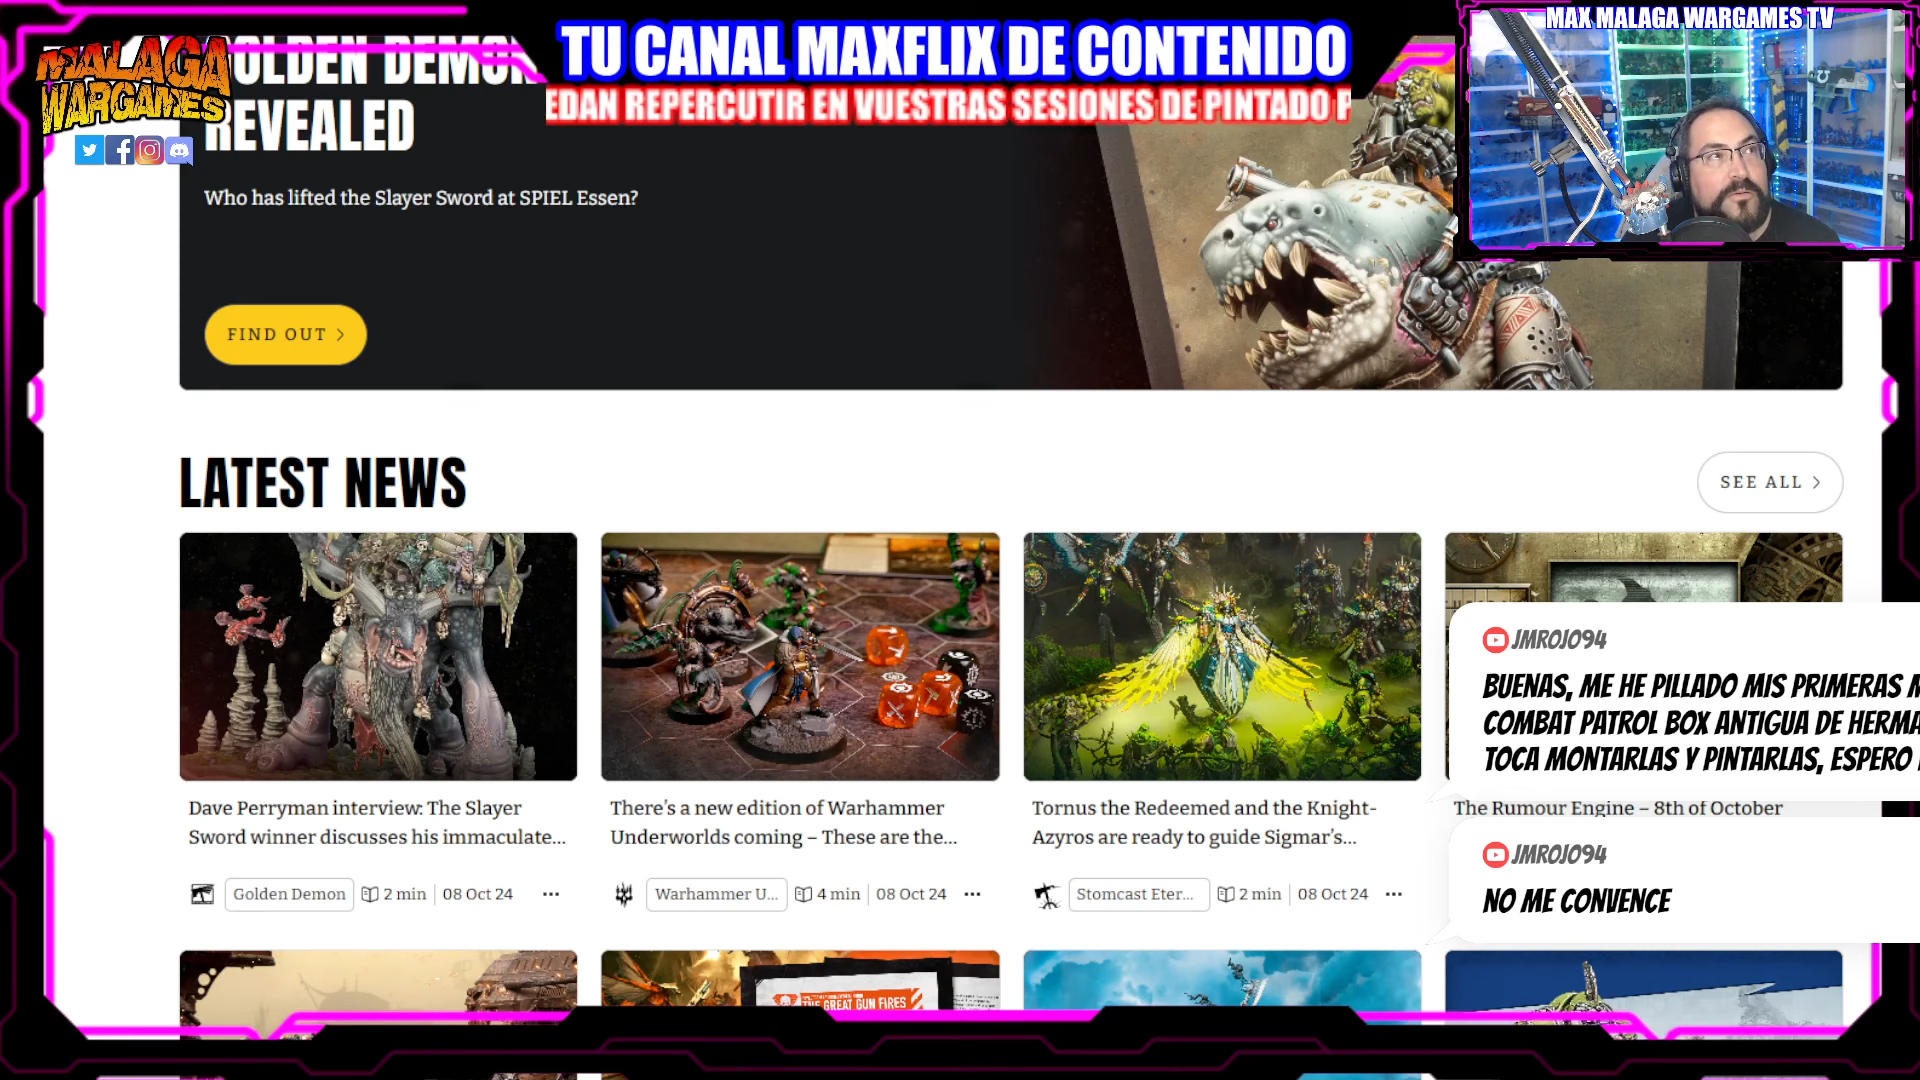 MAX MALAGA WARGAMES TV
TU CANAL MAXFLIX DE CONTENIDO
REPERCUTIR EN VUESTRAS SESIONES DE PINTADO
MALAGA
WARGAMES
GOLDEN DEMON
REVEALED
Who has lifted the Slayer Sword at SPIEL Essen?
FIND OUT >
LATEST NEWS
SEE ALL >
Dave Perryman interview: The Slayer
Sword winner discusses his immaculate...
Golden Demon 2 min 08 Oct 24 ...
There's a new edition of Warhammer
Underworlds coming – These are the...
Warhammer U... 4 min 08 Oct 24 ...
Tornus the Redeemed and the Knight-
Azyros are ready to guide Sigmar's...
Stomcast Eter... 2 min 08 Oct 24 ...
The Rumour Engine – 8th of October
JMROJO94
BUENAS, ME HE PILLADO MIS PRIMERAS
COMBAT PATROL BOX ANTIGUA DE
TOCA MONTARLAS Y PINTARLAS, ESPERO
JMROJO94
NO ME CONVENCE
THE GREAT GUN FIRES